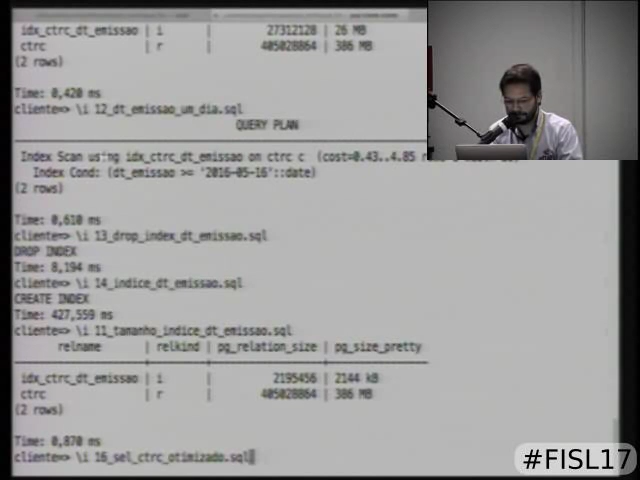 idx_ctrc_dt_emissao | i | 27312128 | 26 MB
ctrc | r | 405028864 | 386 MB
(2 rows)
Time: 0,420 ms
cliente=> \i 12_dt_emissao_um_dia.sql
QUERY PLAN
Index Scan using idx_ctrc_dt_emissao on ctrc c (cost=0.43..4.85
Index Cond: (dt_emissao >= '2016-05-16'::date)
(2 rows)
Time: 0,610 ms
cliente=> \i 13_drop_index_dt_emissao.sql
DROP INDEX
Time: 8,194 ms
cliente=> \i 14_indice_dt_emissao.sql
CREATE INDEX
Time: 427,559 ms
cliente=> \i 11_tamanho_indice_dt_emissao.sql
relname | relkind | pg_relation_size | pg_size_pretty
idx_ctrc_dt_emissao | i | 2195456 | 2144 kB
ctrc | r | 405028864 | 386 MB
(2 rows)
Time: 0,870 ms
cliente=> \i 16_sel_ctrc_otimizado.sql
#FISL17